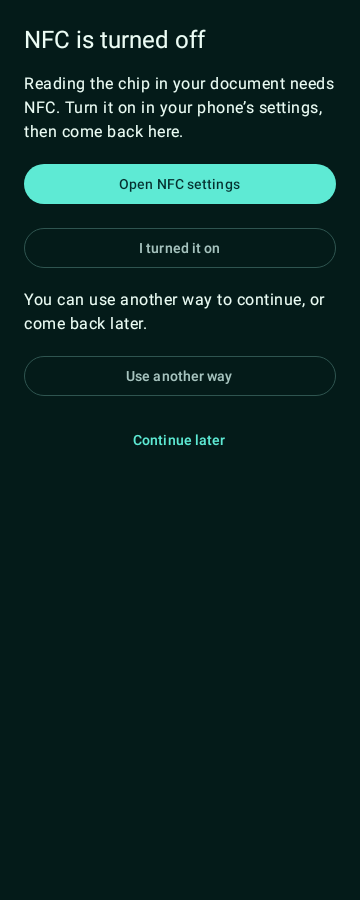 NFC is turned off
Reading the chip in your document needs
NFC. Turn it on in your phone’s settings,
then come back here.
Open NFC settings
I turned it on
You can use another way to continue, or
come back later.
Use another way
Continue later